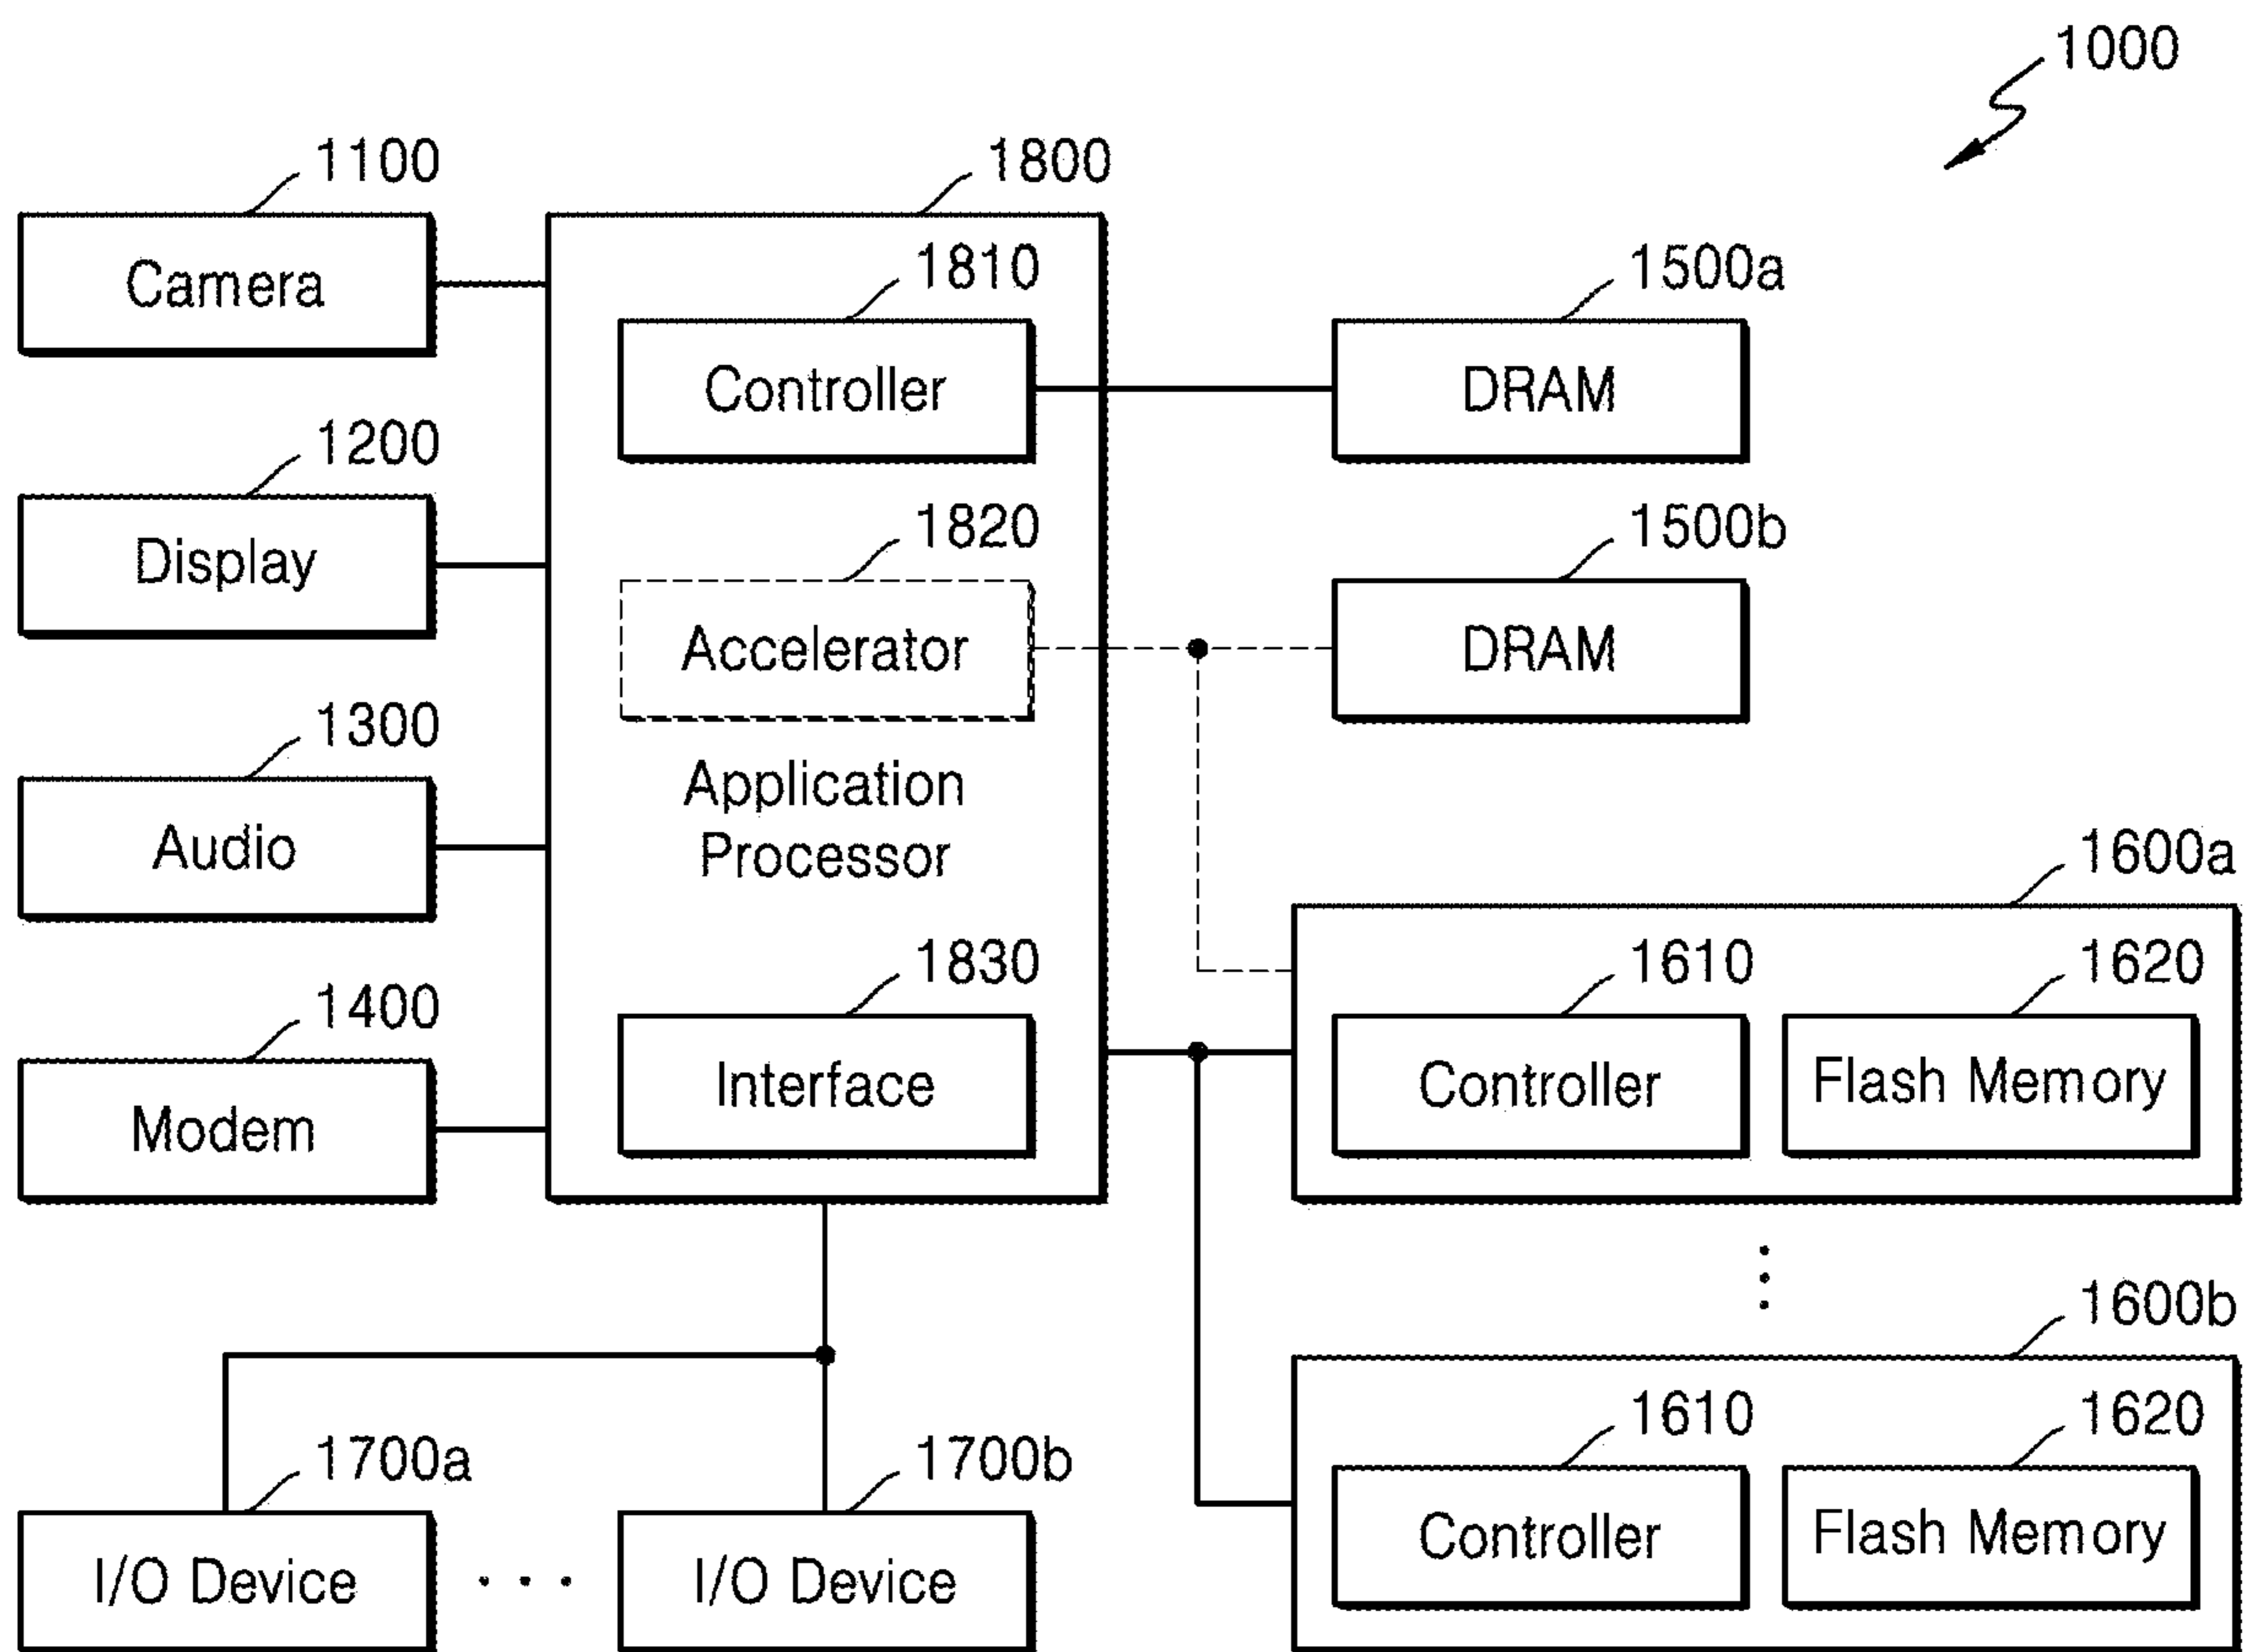 1000
1100
Camera
1200
Display
1300
Audio
1400
Modem
1800
1810
Controller
1820
Accelerator
Application
Processor
1830
Interface
1500a
DRAM
1500b
DRAM
1600a
1610
Controller
1620
Flash Memory
1600b
1610
Controller
1620
Flash Memory
1700a
I/O Device
1700b
I/O Device